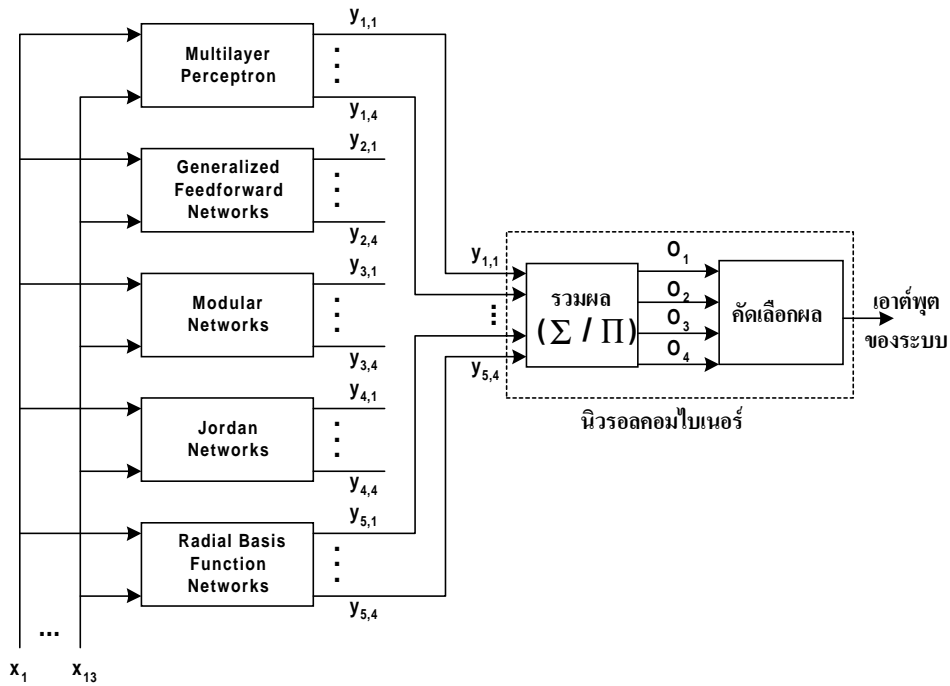 y1,1
Multilayer
Perceptron
y1,4
y2,1
Generalized
Feedforward
Networks
y2,4
y3,1
Modular
Networks
y3,4
y4,1
Jordan
Networks
y4,4
y5,1
Radial Basis
Function
Networks
y5,4
...
x1
x13
y1,1
y5,4
รวมผล
(Σ / Π)
O1
O2
O3
O4
คัดเลือกผล
เอาต์พุต
ของระบบ
นิวรอลคอมไบเนอร์